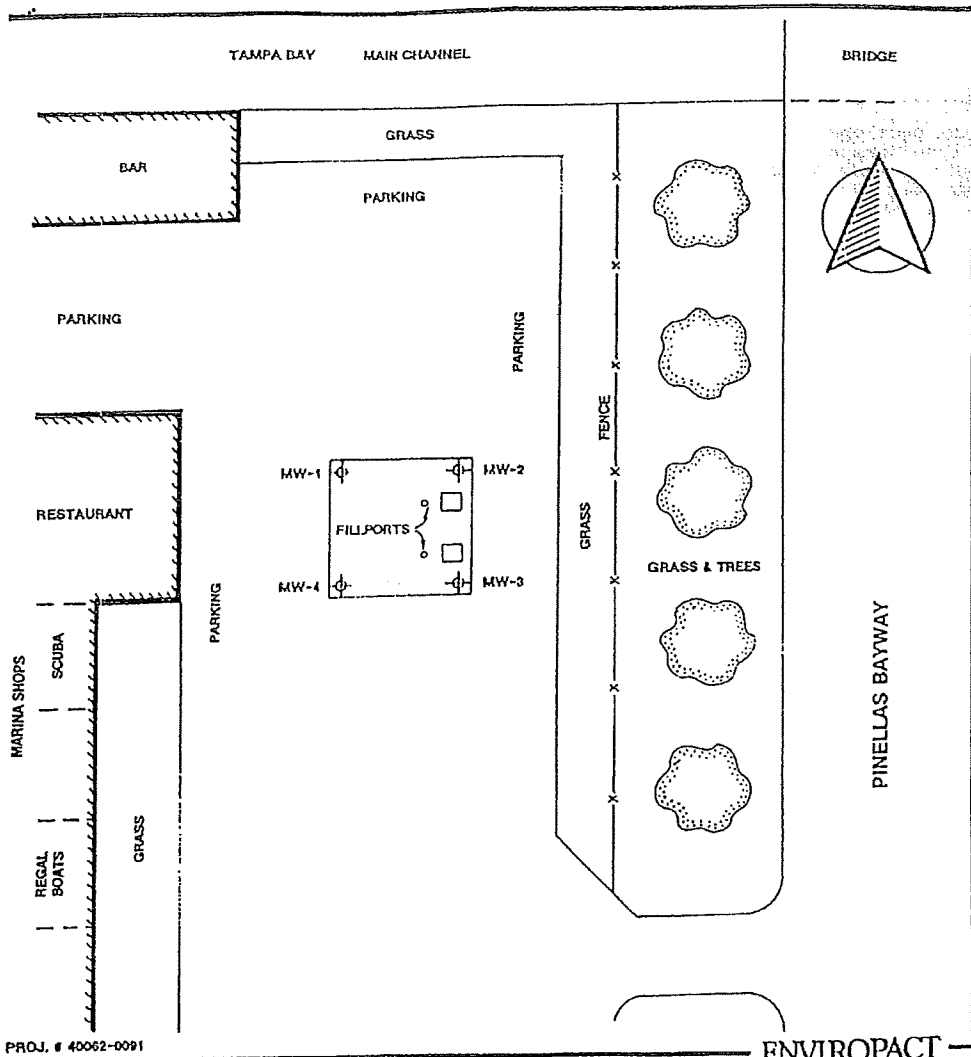 TAMPA BAY MAIN CHANNEL
BRIDGE
GRASS
BAR
PARKING
PARKING
PARKING
FENCE
MW-1
MW-2
RESTAURANT
FILLPORTS
GRASS
GRASS & TREES
MW-4
MW-3
PARKING
MARINA SHOPS
SCUBA
PINELLAS BAYWAY
REGAL
BOATS
GRASS
PROJ. # 40062-0091
ENVIROPACT